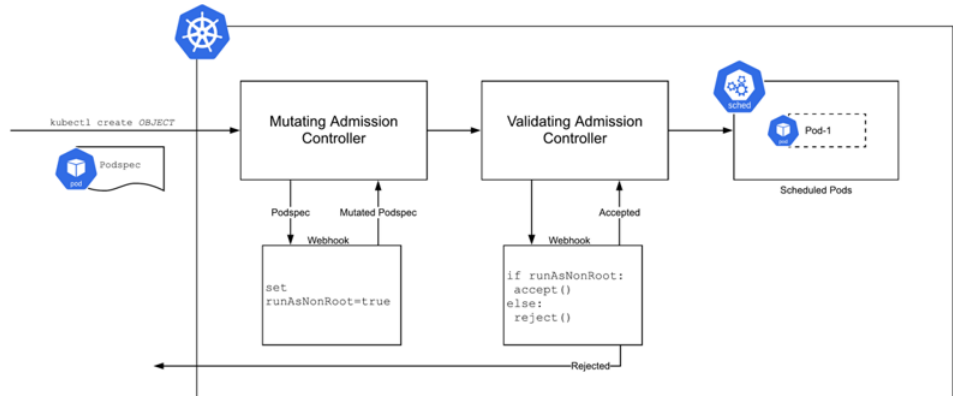 kubectl create OBJECT
pod
Podspec
Mutating Admission
Controller
Validating Admission
Controller
sched
pod
Pod-1
Scheduled Pods
Podspec
Mutated Podspec
Webhook
set
runAsNonRoot=true
Accepted
Webhook
if runAsNonRoot:
accept()
else:
reject()
Rejected